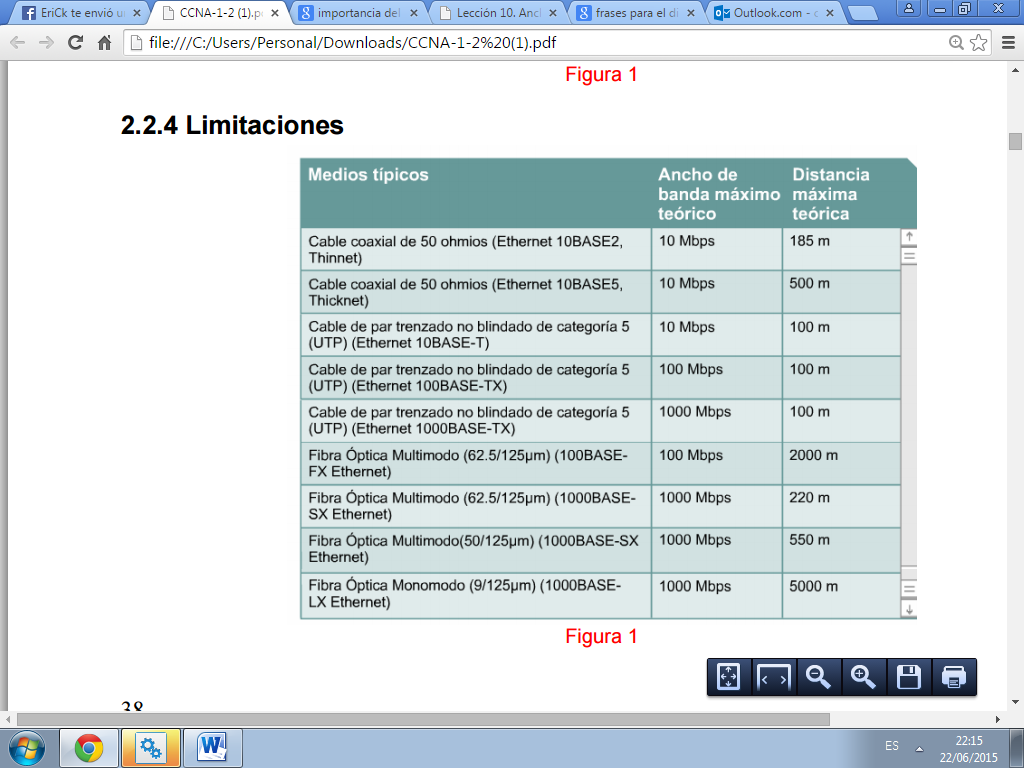 EriCk te envió u
CCNA-1-2 (1).p
importancia del
Lección 10. Anc
frases para el di
Outlook.com -
file:///C:/Users/Personal/Downloads/CCNA-1-2%20(1).pdf
Figura 1
2.2.4 Limitaciones
Medios típicos
Ancho de
banda máximo
teórico
Distancia
máxima
teórica
Cable coaxial de 50 ohmios (Ethernet 10BASE2,
Thinnet)
10 Mbps
185 m
Cable coaxial de 50 ohmios (Ethernet 10BASE5,
Thicknet)
10 Mbps
500 m
Cable de par trenzado no blindado de categoría 5
(UTP) (Ethernet 10BASE-T)
10 Mbps
100 m
Cable de par trenzado no blindado de categoría 5
(UTP) (Ethernet 100BASE-TX)
100 Mbps
100 m
Cable de par trenzado no blindado de categoría 5
(UTP) (Ethernet 1000BASE-TX)
1000 Mbps
100 m
Fibra Óptica Multimodo (62.5/125µm) (100BASE-
FX Ethernet)
100 Mbps
2000 m
Fibra Óptica Multimodo (62.5/125µm) (1000BASE-
SX Ethernet)
1000 Mbps
220 m
Fibra Óptica Multimodo(50/125µm) (1000BASE-SX
Ethernet)
1000 Mbps
550 m
Fibra Óptica Monomodo (9/125µm) (1000BASE-
LX Ethernet)
1000 Mbps
5000 m
Figura 1
38
ES
22:15
22/06/2015